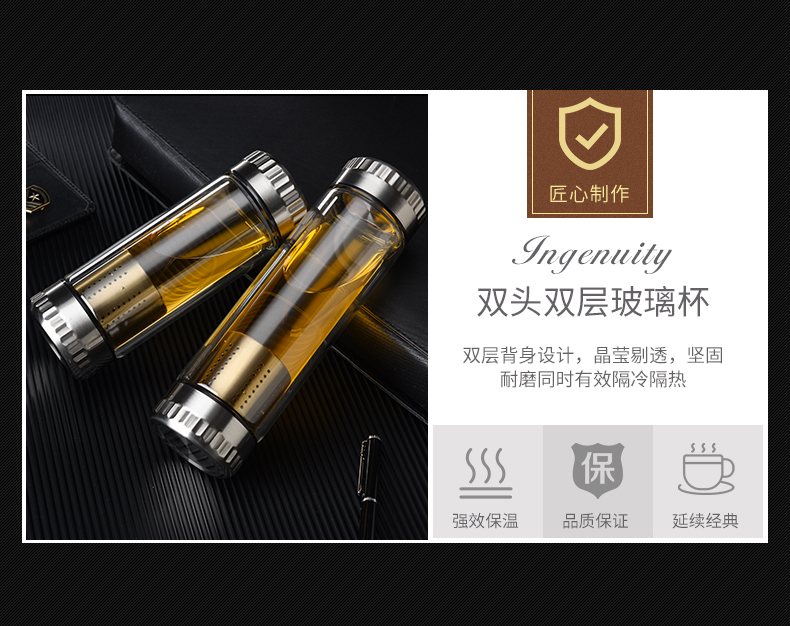 匠心制作
Ingenuity
双头双层玻璃杯
双层背身设计，晶莹剔透，坚固
耐磨同时有效隔冷隔热
保
强效保温
品质保证
延续经典